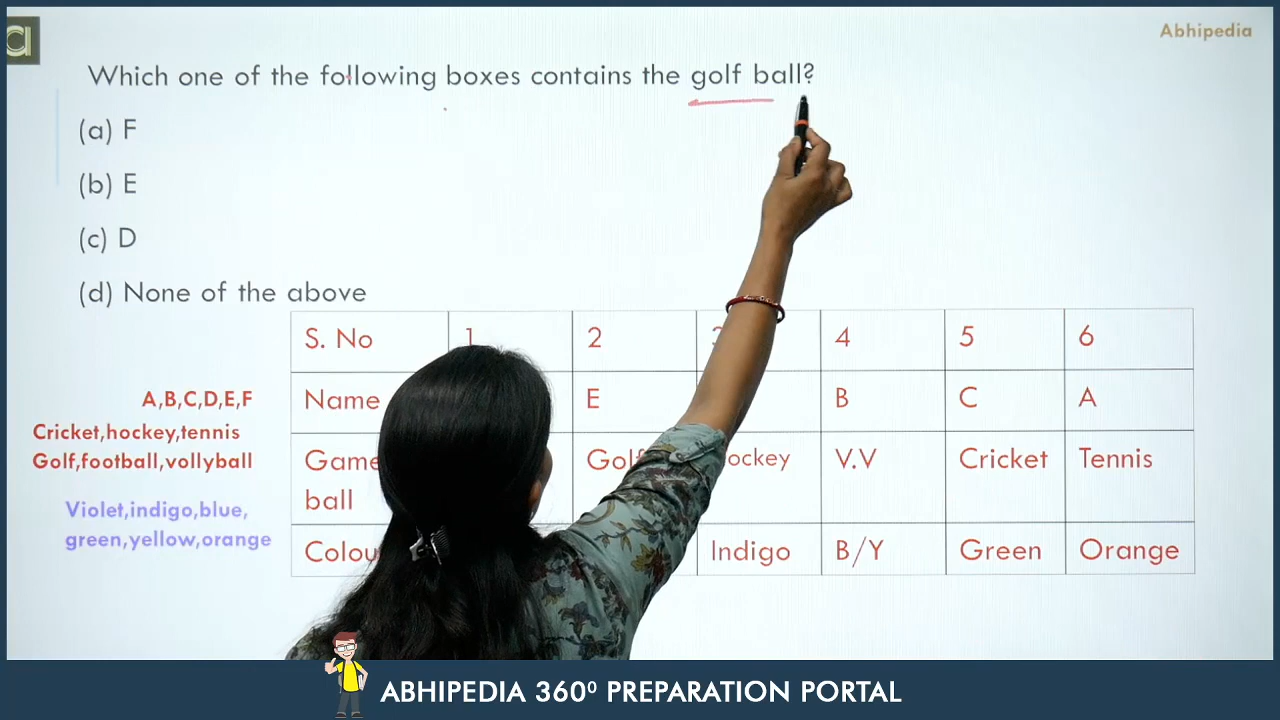 a
Abhipedia
Which one of the following boxes contains the golf ball?
(a) F
(b) E
(c) D
(d) None of the above
S. No 1 2 4 5 6
A,B,C,D,E,F
Name E B C A
Cricket,hockey,tennis
Golf,football,vollyball
Game V.V Cricket Tennis
ball
Violet,indigo,blue,
green,yellow,orange
Indigo B/Y Green Orange
ABHIPEDIA 360⁰ PREPARATION PORTAL